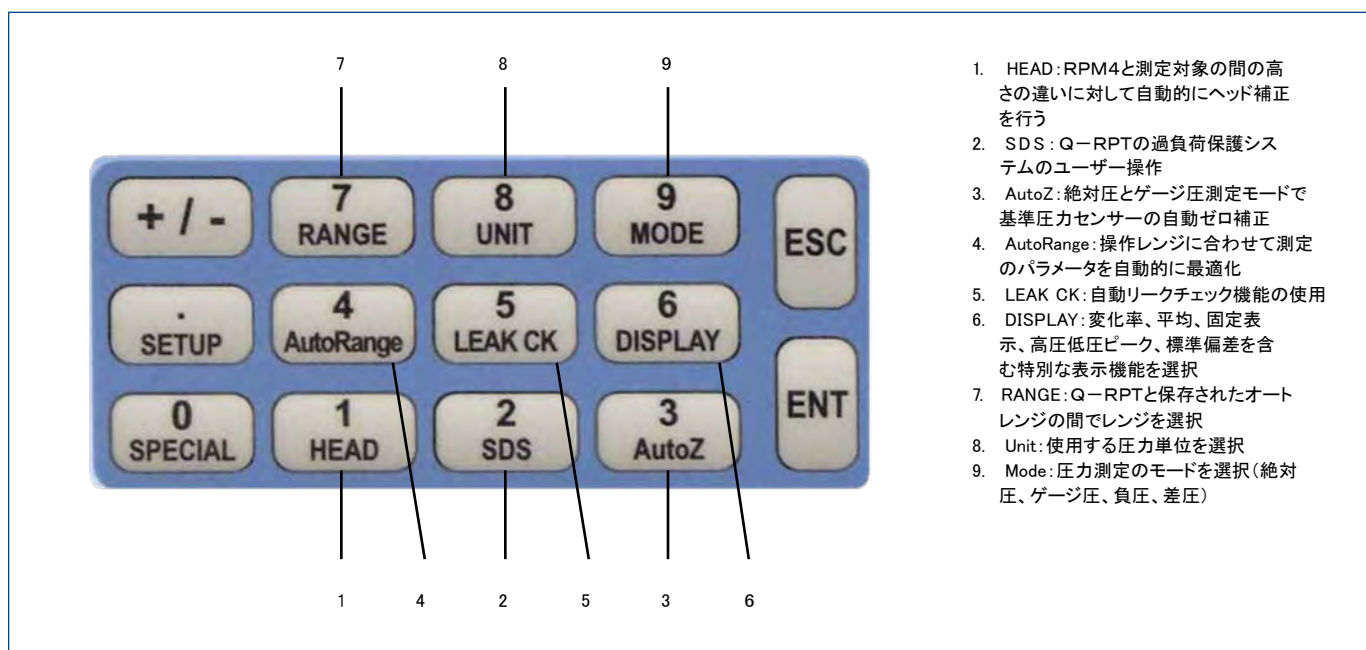 7 8 9
+ / - 7 8 9 ESC
RANGE UNIT MODE
. 4 5 6
SETUP AutoRange LEAK CK DISPLAY
0 1 2 3 ENT
SPECIAL HEAD SDS AutoZ
1 4 2 5 3 6
1. HEAD:RPM4と測定対象の間の高
さの違いに対して自動的にヘッド補正
を行う
2. SDS:Q-RPTの過負荷保護シス
テムのユーザー操作
3. AutoZ:絶対圧とゲージ圧測定モードで
基準圧力センサーの自動ゼロ補正
4. AutoRange:操作レンジに合わせて測定
のパラメータを自動的に最適化
5. LEAK CK:自動リークチェック機能の使用
6. DISPLAY:変化率、平均、固定表
示、高圧低圧ピーク、標準偏差を含
む特別な表示機能を選択
7. RANGE:Q-RPTと保存されたオート
レンジの間でレンジを選択
8. Unit:使用する圧力単位を選択
9. Mode:圧力測定のモードを選択(絶対
圧、ゲージ圧、負圧、差圧)